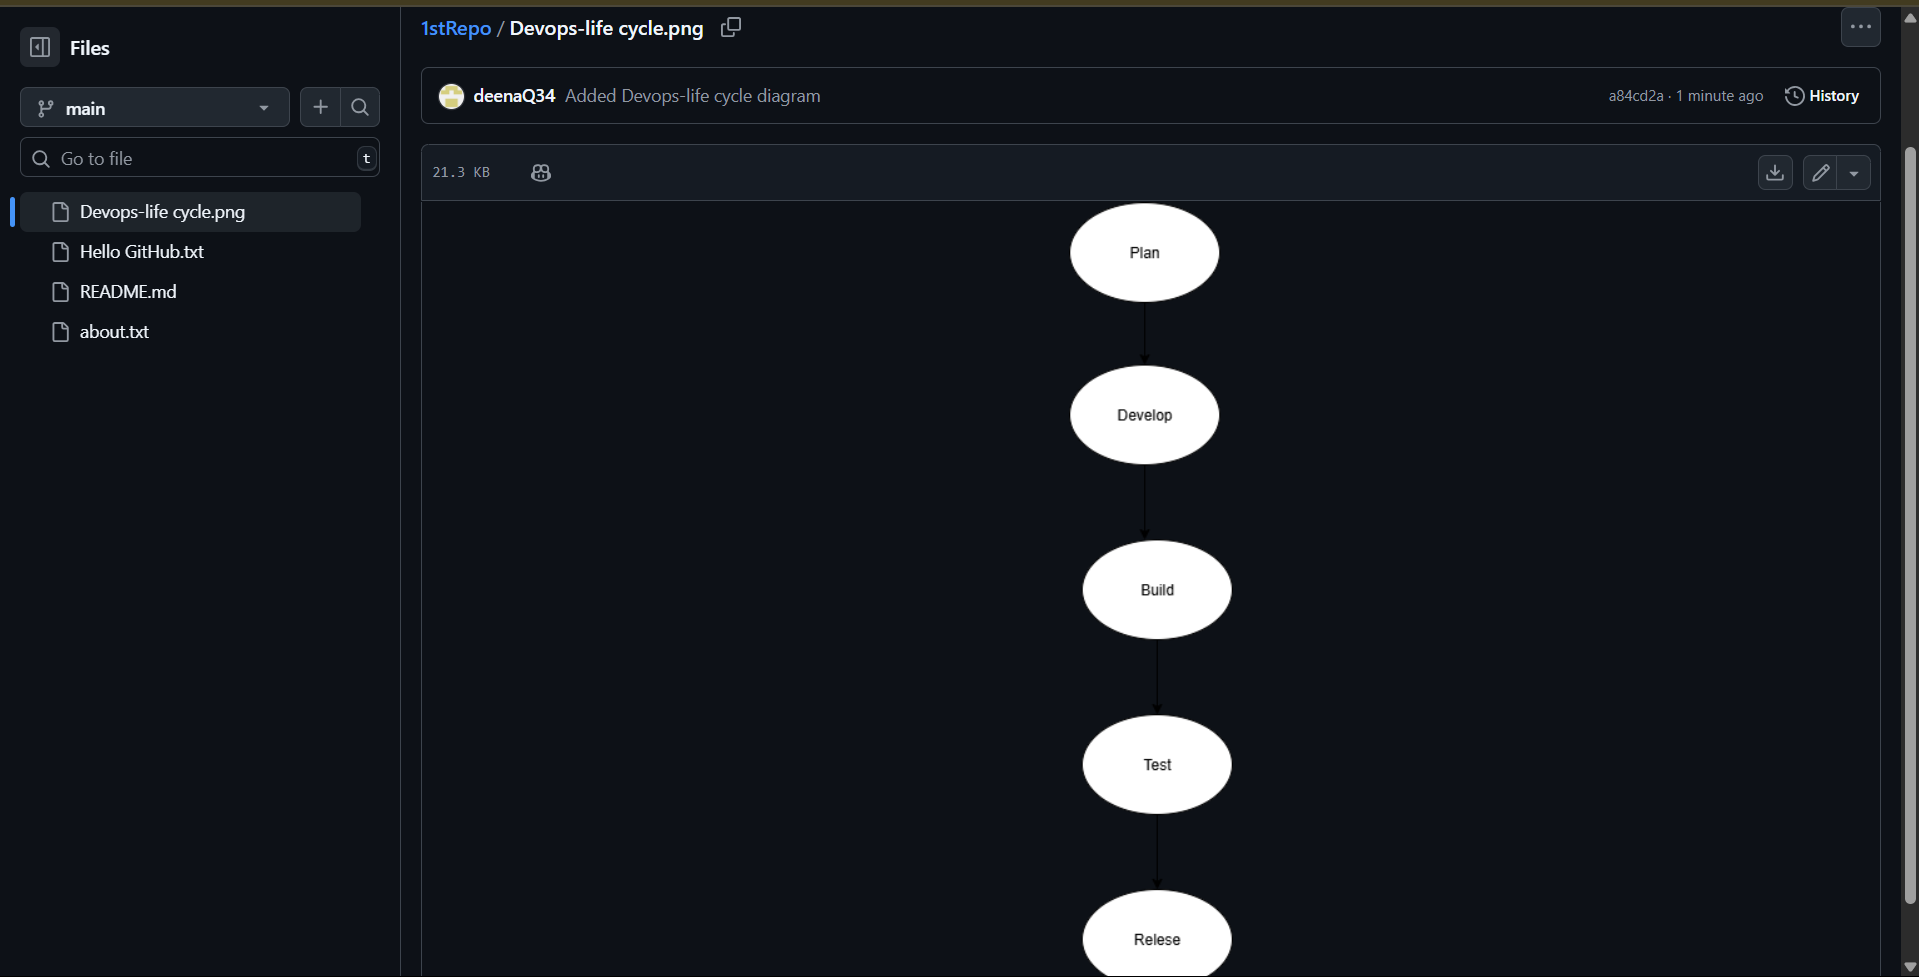 Files
main
Go to file
t
Devops-life cycle.png
Hello GitHub.txt
README.md
about.txt
1stRepo / Devops-life cycle.png
deenaQ34 Added Devops-life cycle diagram
a84cd2a · 1 minute ago
History
21.3 KB
Plan
Develop
Build
Test
Relese